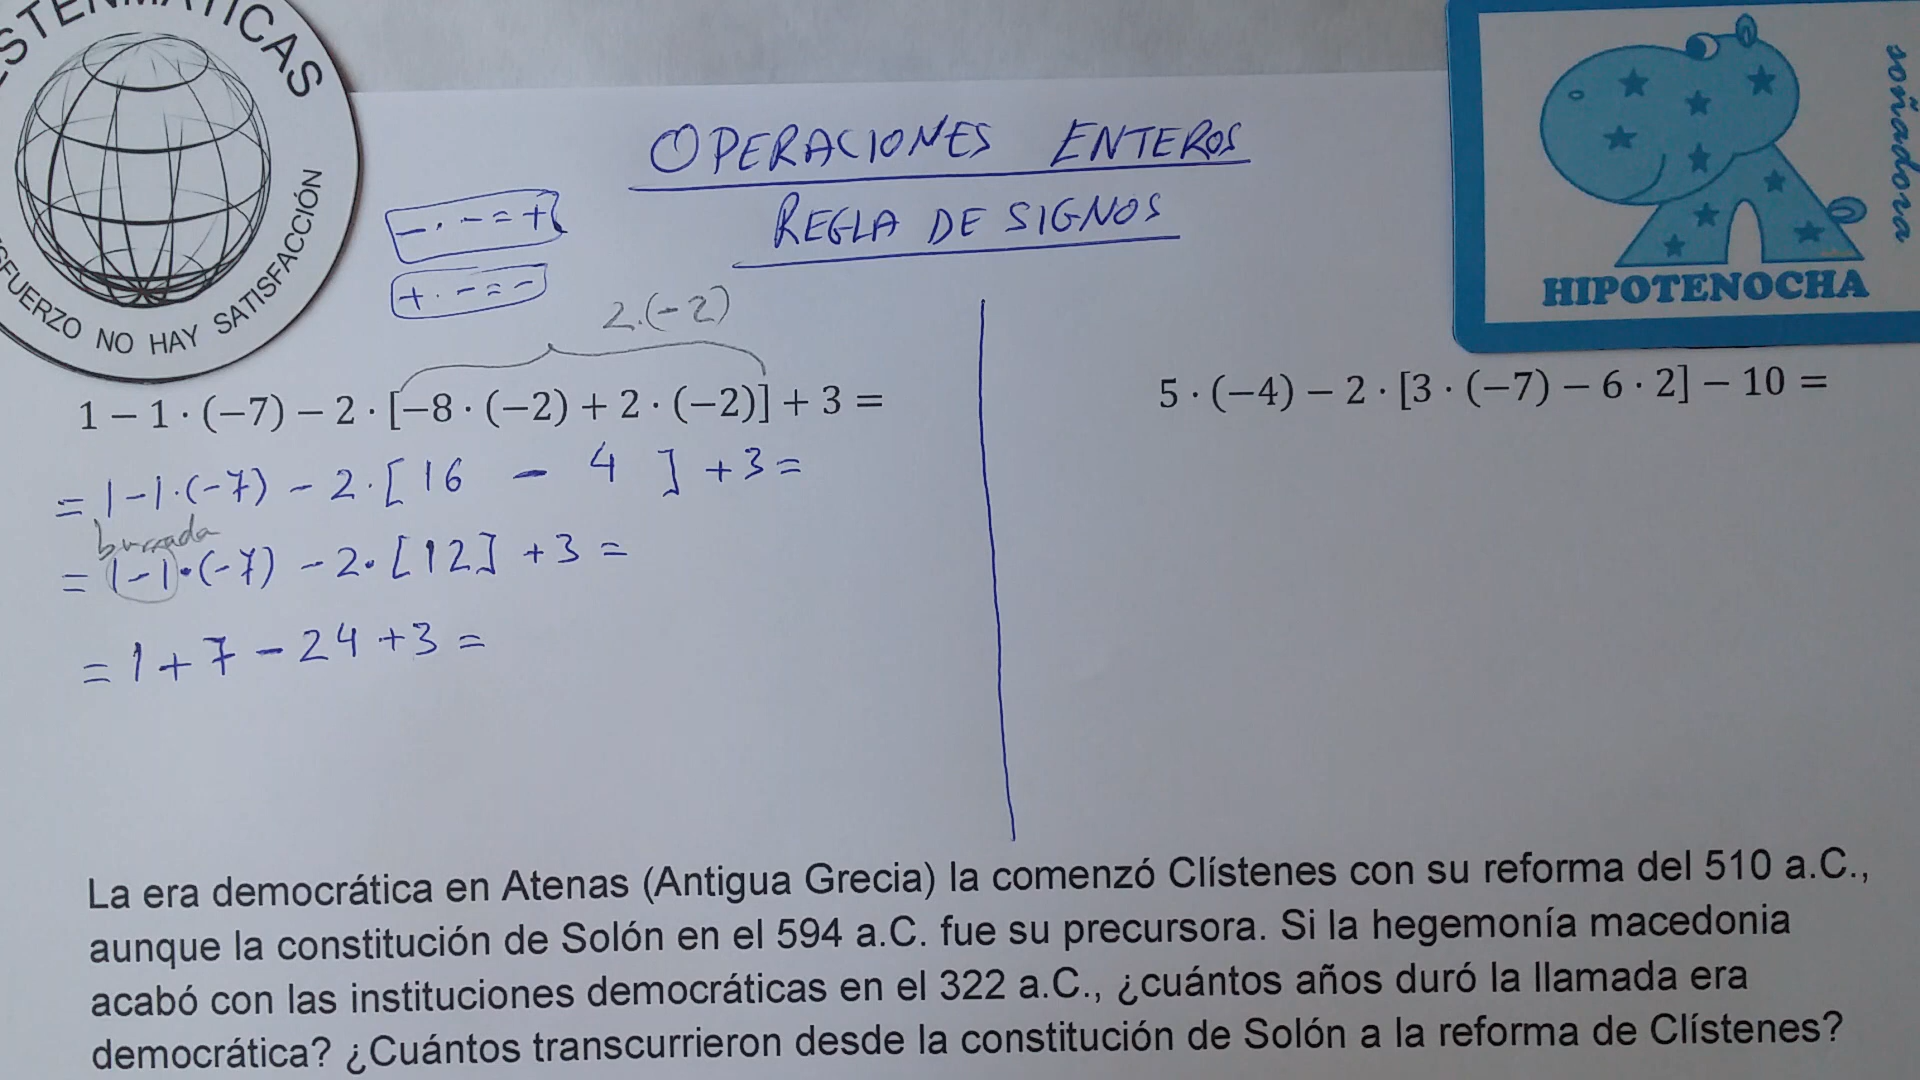 MATICAS
SFUERZO NO HAY SATISFACCIÓN
OPERACIONES ENTEROS
REGLA DE SIGNOS
soñadora
HIPOTENOCHA
- · - = +
+ · - = -
2·(-2)
1 − 1 · (−7) − 2 · [−8 · (−2) + 2 · (−2)] + 3 =
= 1-1·(-7) - 2·[16 - 4] +3=
burrada
= 1-1·(-7) -2·[12] +3 =
= 1+7-24+3=
5 · (−4) − 2 · [3 · (−7) − 6 · 2] − 10 =
La era democrática en Atenas (Antigua Grecia) la comenzó Clístenes con su reforma del 510 a.C.,
aunque la constitución de Solón en el 594 a.C. fue su precursora. Si la hegemonía macedonia
acabó con las instituciones democráticas en el 322 a.C., ¿cuántos años duró la llamada era
democrática? ¿Cuántos transcurrieron desde la constitución de Solón a la reforma de Clístenes?